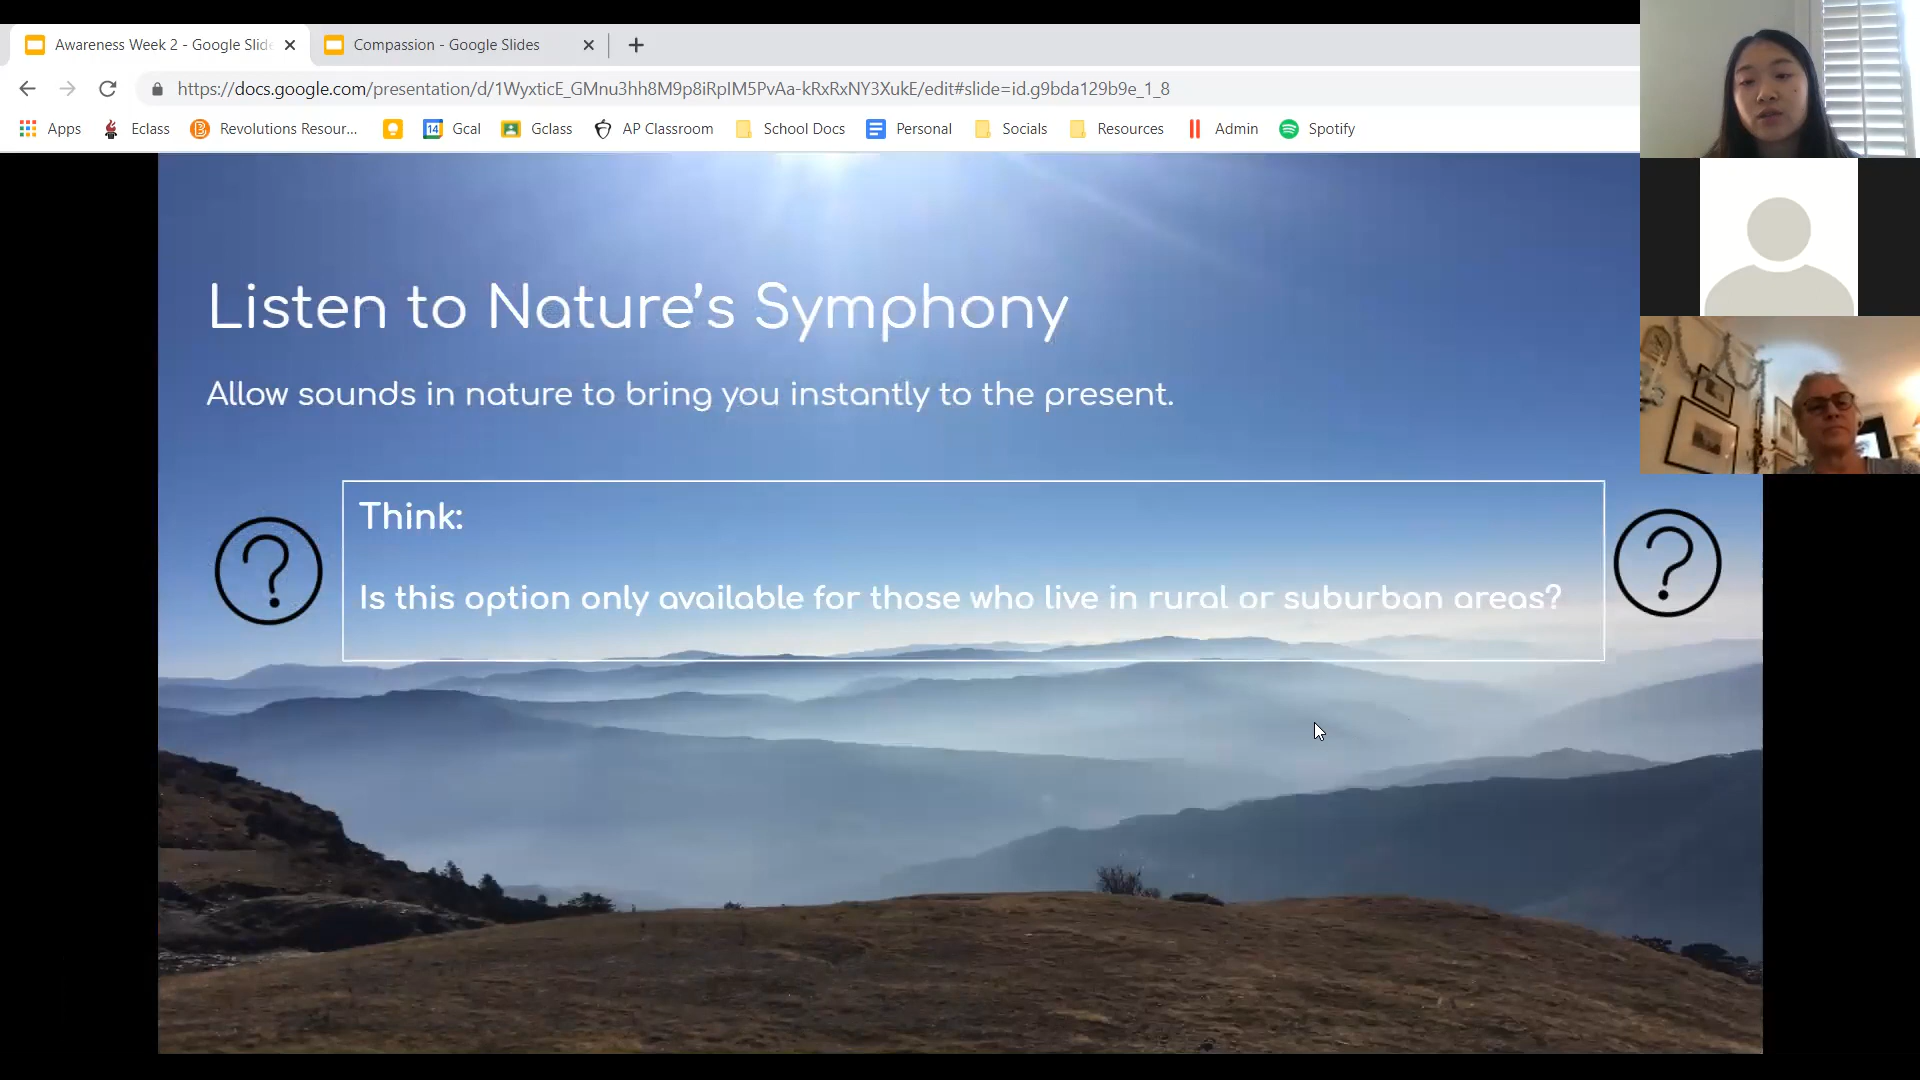 Awareness Week 2 - Google Slide
Compassion - Google Slides
https://docs.google.com/presentation/d/1WyxticE_GMnu3hh8M9p8iRpIM5PvAa-kRxRxNY3XukE/edit#slide=id.g9bda129b9e_1_8
Apps Eclass Revolutions Resour... 14 Gcal Gclass AP Classroom School Docs Personal Socials Resources Admin Spotify
Listen to Nature's Symphony
Allow sounds in nature to bring you instantly to the present.
Think:
Is this option only available for those who live in rural or suburban areas?